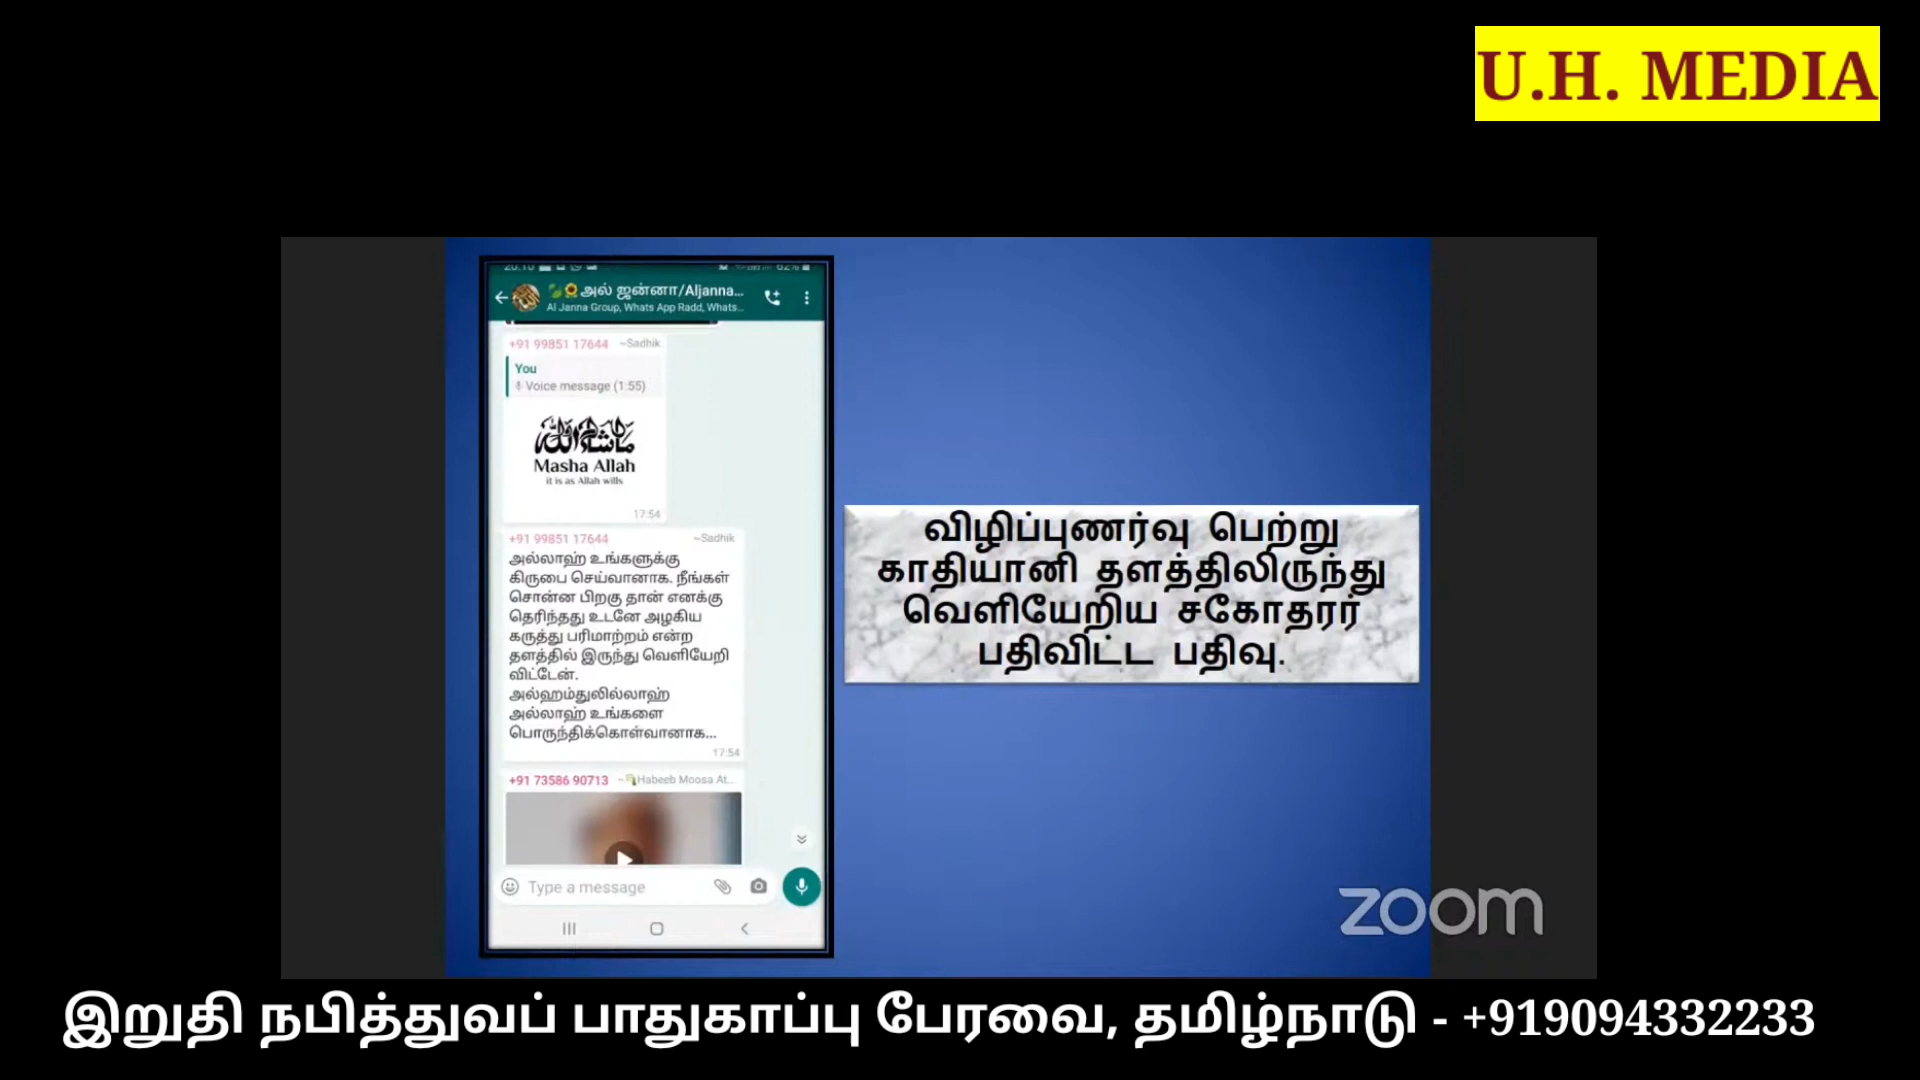 U.H. MEDIA
அல் ஜன்னா/Aljanna...
Al Janna Group, Whats App Radd, Whats...
+91 99851 17644 ~Sadhik
You
Voice message (1:55)
ماشاء الله
Masha Allah
it is as Allah wills
17:54
+91 99851 17644 ~Sadhik
அல்லாஹ் உங்களுக்கு
கிருபை செய்வானாக. நீங்கள்
சொன்ன பிறகு தான் எனக்கு
தெரிந்தது உடனே அழகிய
கருத்து பரிமாற்றம் என்ற
தளத்தில் இருந்து வெளியேறி
விட்டேன்.
அல்ஹம்துலில்லாஹ்
அல்லாஹ் உங்களை
பொருந்திக்கொள்வானாக...
17:54
+91 73586 90713 ~Habeeb Moosa At...
Type a message
விழிப்புணர்வு பெற்று
காதியானி தளத்திலிருந்து
வெளியேறிய சகோதரர்
பதிவிட்ட பதிவு.
zoom
இறுதி நபித்துவப் பாதுகாப்பு பேரவை, தமிழ்நாடு - +919094332233